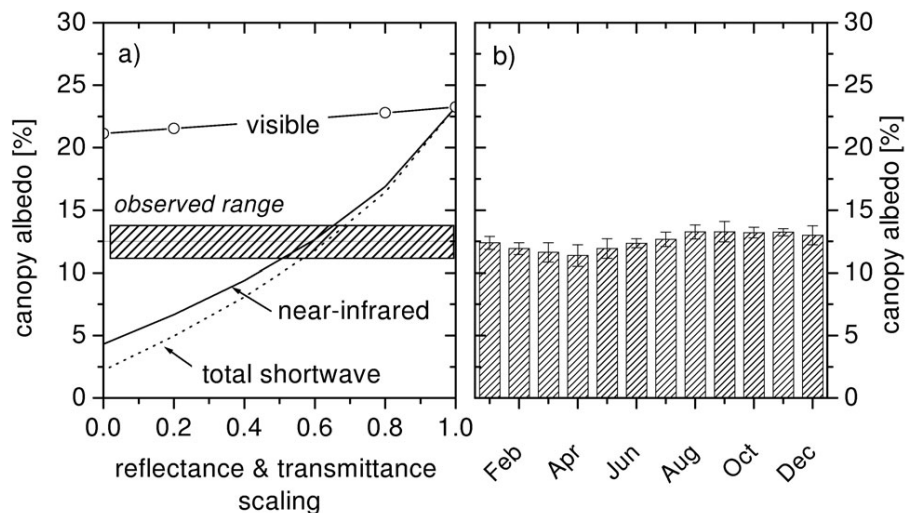 a)
b)
30
25
20
15
10
5
0
canopy albedo [%]
visible
observed range
near-infrared
total shortwave
0.0 0.2 0.4 0.6 0.8 1.0
reflectance & transmittance
scaling
Feb Apr Jun Aug Oct Dec
30
25
20
15
10
5
0
canopy albedo [%]